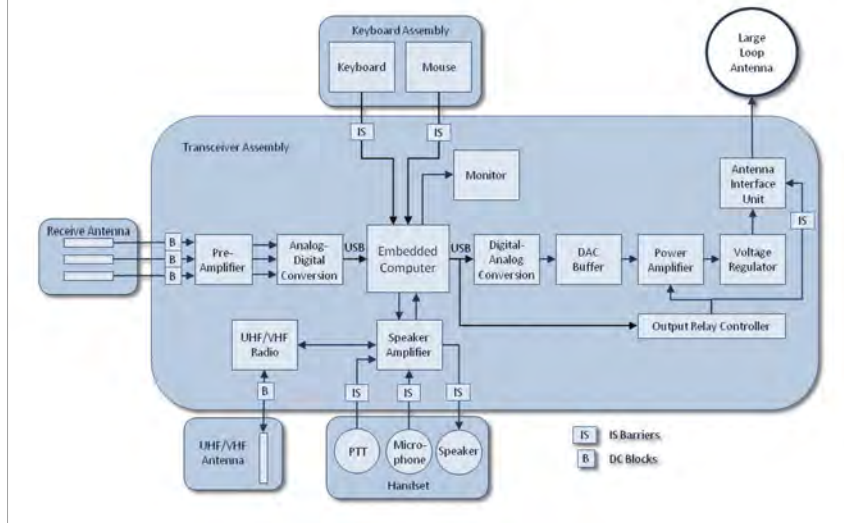 Keyboard Assembly
Keyboard
Mouse
Large
Loop
Antenna
IS
IS
Transceiver Assembly
Monitor
Antenna
Interface
Unit
IS
Receive Antenna
B
B
B
Pre-
Amplifier
Analog-
Digital
Conversion
USB
Embedded
Computer
USB
Digital-
Analog
Conversion
DAC
Buffer
Power
Amplifier
Voltage
Regulator
Output Relay Controller
UHF/VHF
Radio
Speaker
Amplifier
B
IS
IS
IS
UHF/VHF
Antenna
PTT
Micro-
phone
Speaker
Handset
IS IS Barriers
B DC Blocks